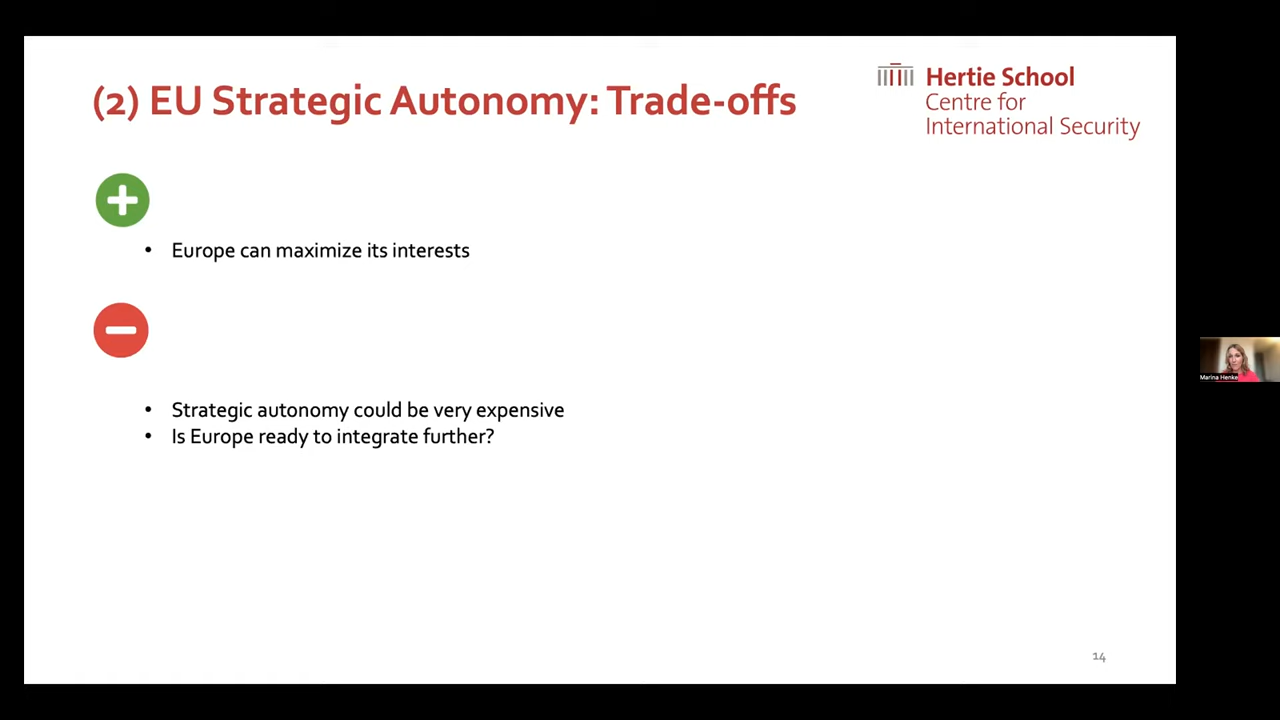 (2) EU Strategic Autonomy: Trade-offs
Hertie School
Centre for
International Security
• Europe can maximize its interests
• Strategic autonomy could be very expensive
• Is Europe ready to integrate further?
Marina Henke
14